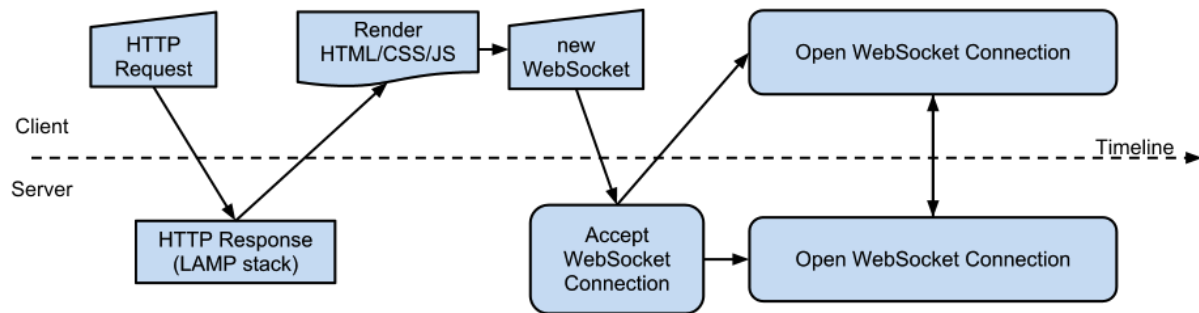 HTTP
Request
Render
HTML/CSS/JS
new
WebSocket
Open WebSocket Connection
Client
Timeline
Server
HTTP Response
(LAMP stack)
Accept
WebSocket
Connection
Open WebSocket Connection